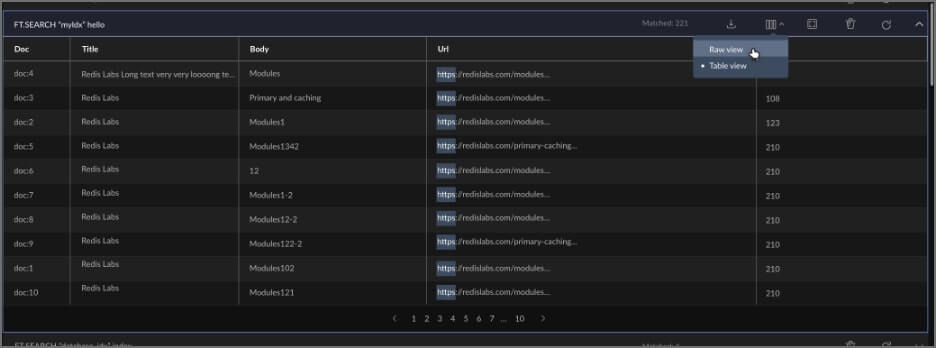 FT.SEARCH "myIdx" hello Matched: 221
Raw view
Table view
Doc Title Body Url
doc:4 Redis Labs Long text very very loooong te... Modules https://redislabs.com/modules...
doc:3 Redis Labs Primary and caching https://redislabs.com/modules... 108
doc:2 Redis Labs Modules1 https://redislabs.com/modules... 123
doc:5 Redis Labs Modules1342 https://redislabs.com/primary-caching... 210
doc:6 Redis Labs 12 https://redislabs.com/modules... 210
doc:7 Redis Labs Modules1-2 https://redislabs.com/modules... 210
doc:8 Redis Labs Modules12-2 https://redislabs.com/modules... 210
doc:9 Redis Labs Modules122-2 https://redislabs.com/primary-caching... 210
doc:1 Redis Labs Modules102 https://redislabs.com/modules... 210
doc:10 Redis Labs Modules121 https://redislabs.com/modules... 210
1 2 3 4 5 6 7 ... 10
FT.SEARCH "database_idx" index